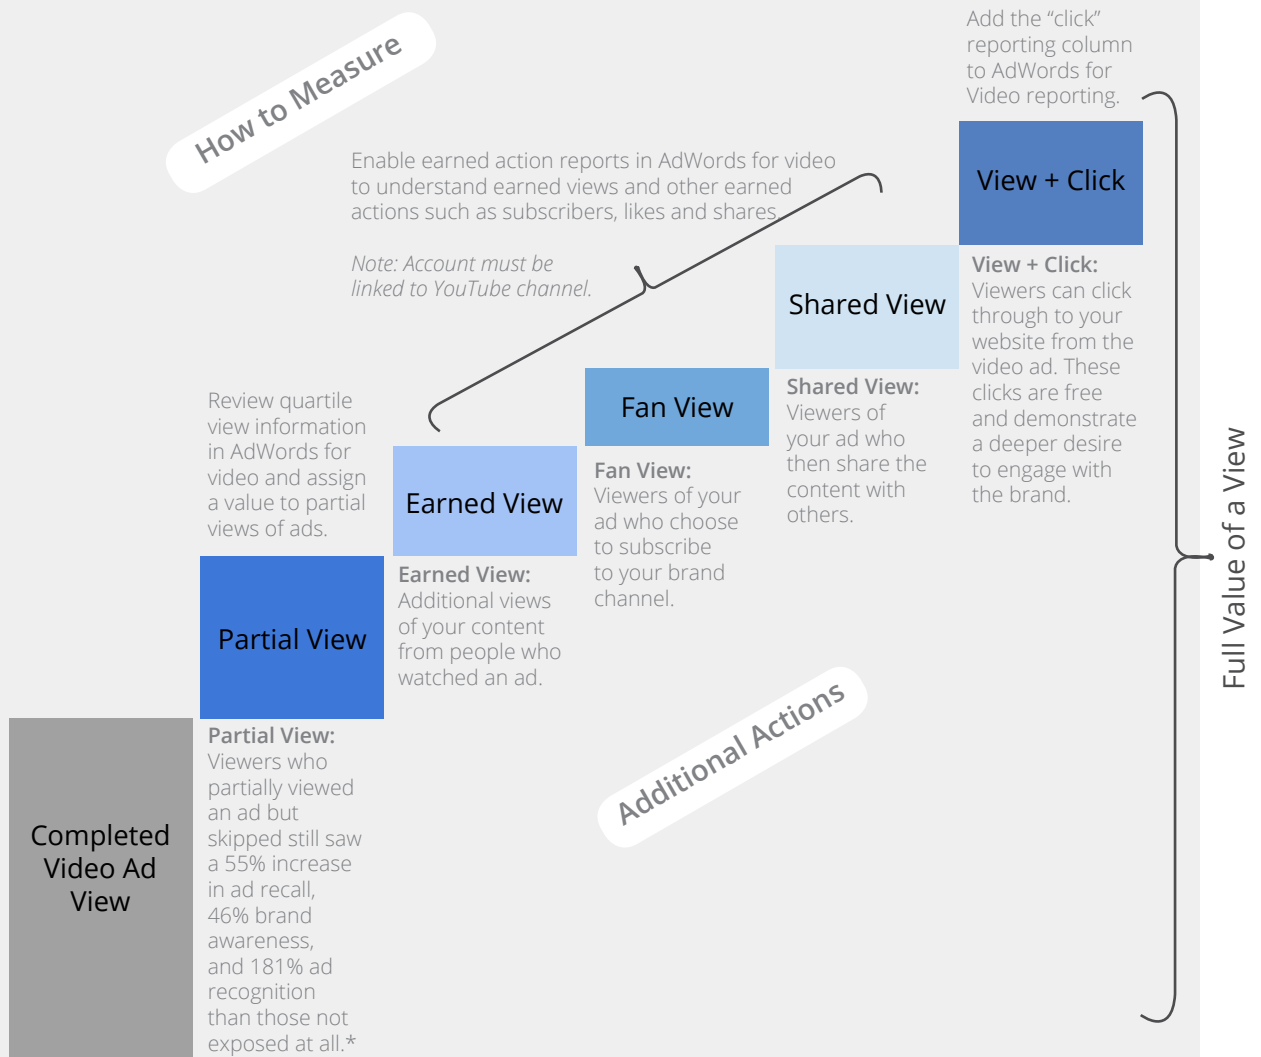 How to Measure
Add the “click”
reporting column
to AdWords for
Video reporting.
Enable earned action reports in AdWords for video
to understand earned views and other earned
actions such as subscribers, likes and shares.
Note: Account must be
linked to YouTube channel.
View + Click
View + Click:
Viewers can click
through to your
website from the
video ad. These
clicks are free
and demonstrate
a deeper desire
to engage with
the brand.
Shared View
Shared View:
Viewers of
your ad who
then share the
content with
others.
Fan View
Fan View:
Viewers of your
ad who choose
to subscribe
to your brand
channel.
Review quartile
view information
in AdWords for
video and assign
a value to partial
views of ads.
Earned View
Earned View:
Additional views
of your content
from people who
watched an ad.
Partial View
Partial View:
Viewers who
partially viewed
an ad but
skipped still saw
a 55% increase
in ad recall,
46% brand
awareness,
and 181% ad
recognition
than those not
exposed at all.*
Completed
Video Ad
View
Additional Actions
Full Value of a View